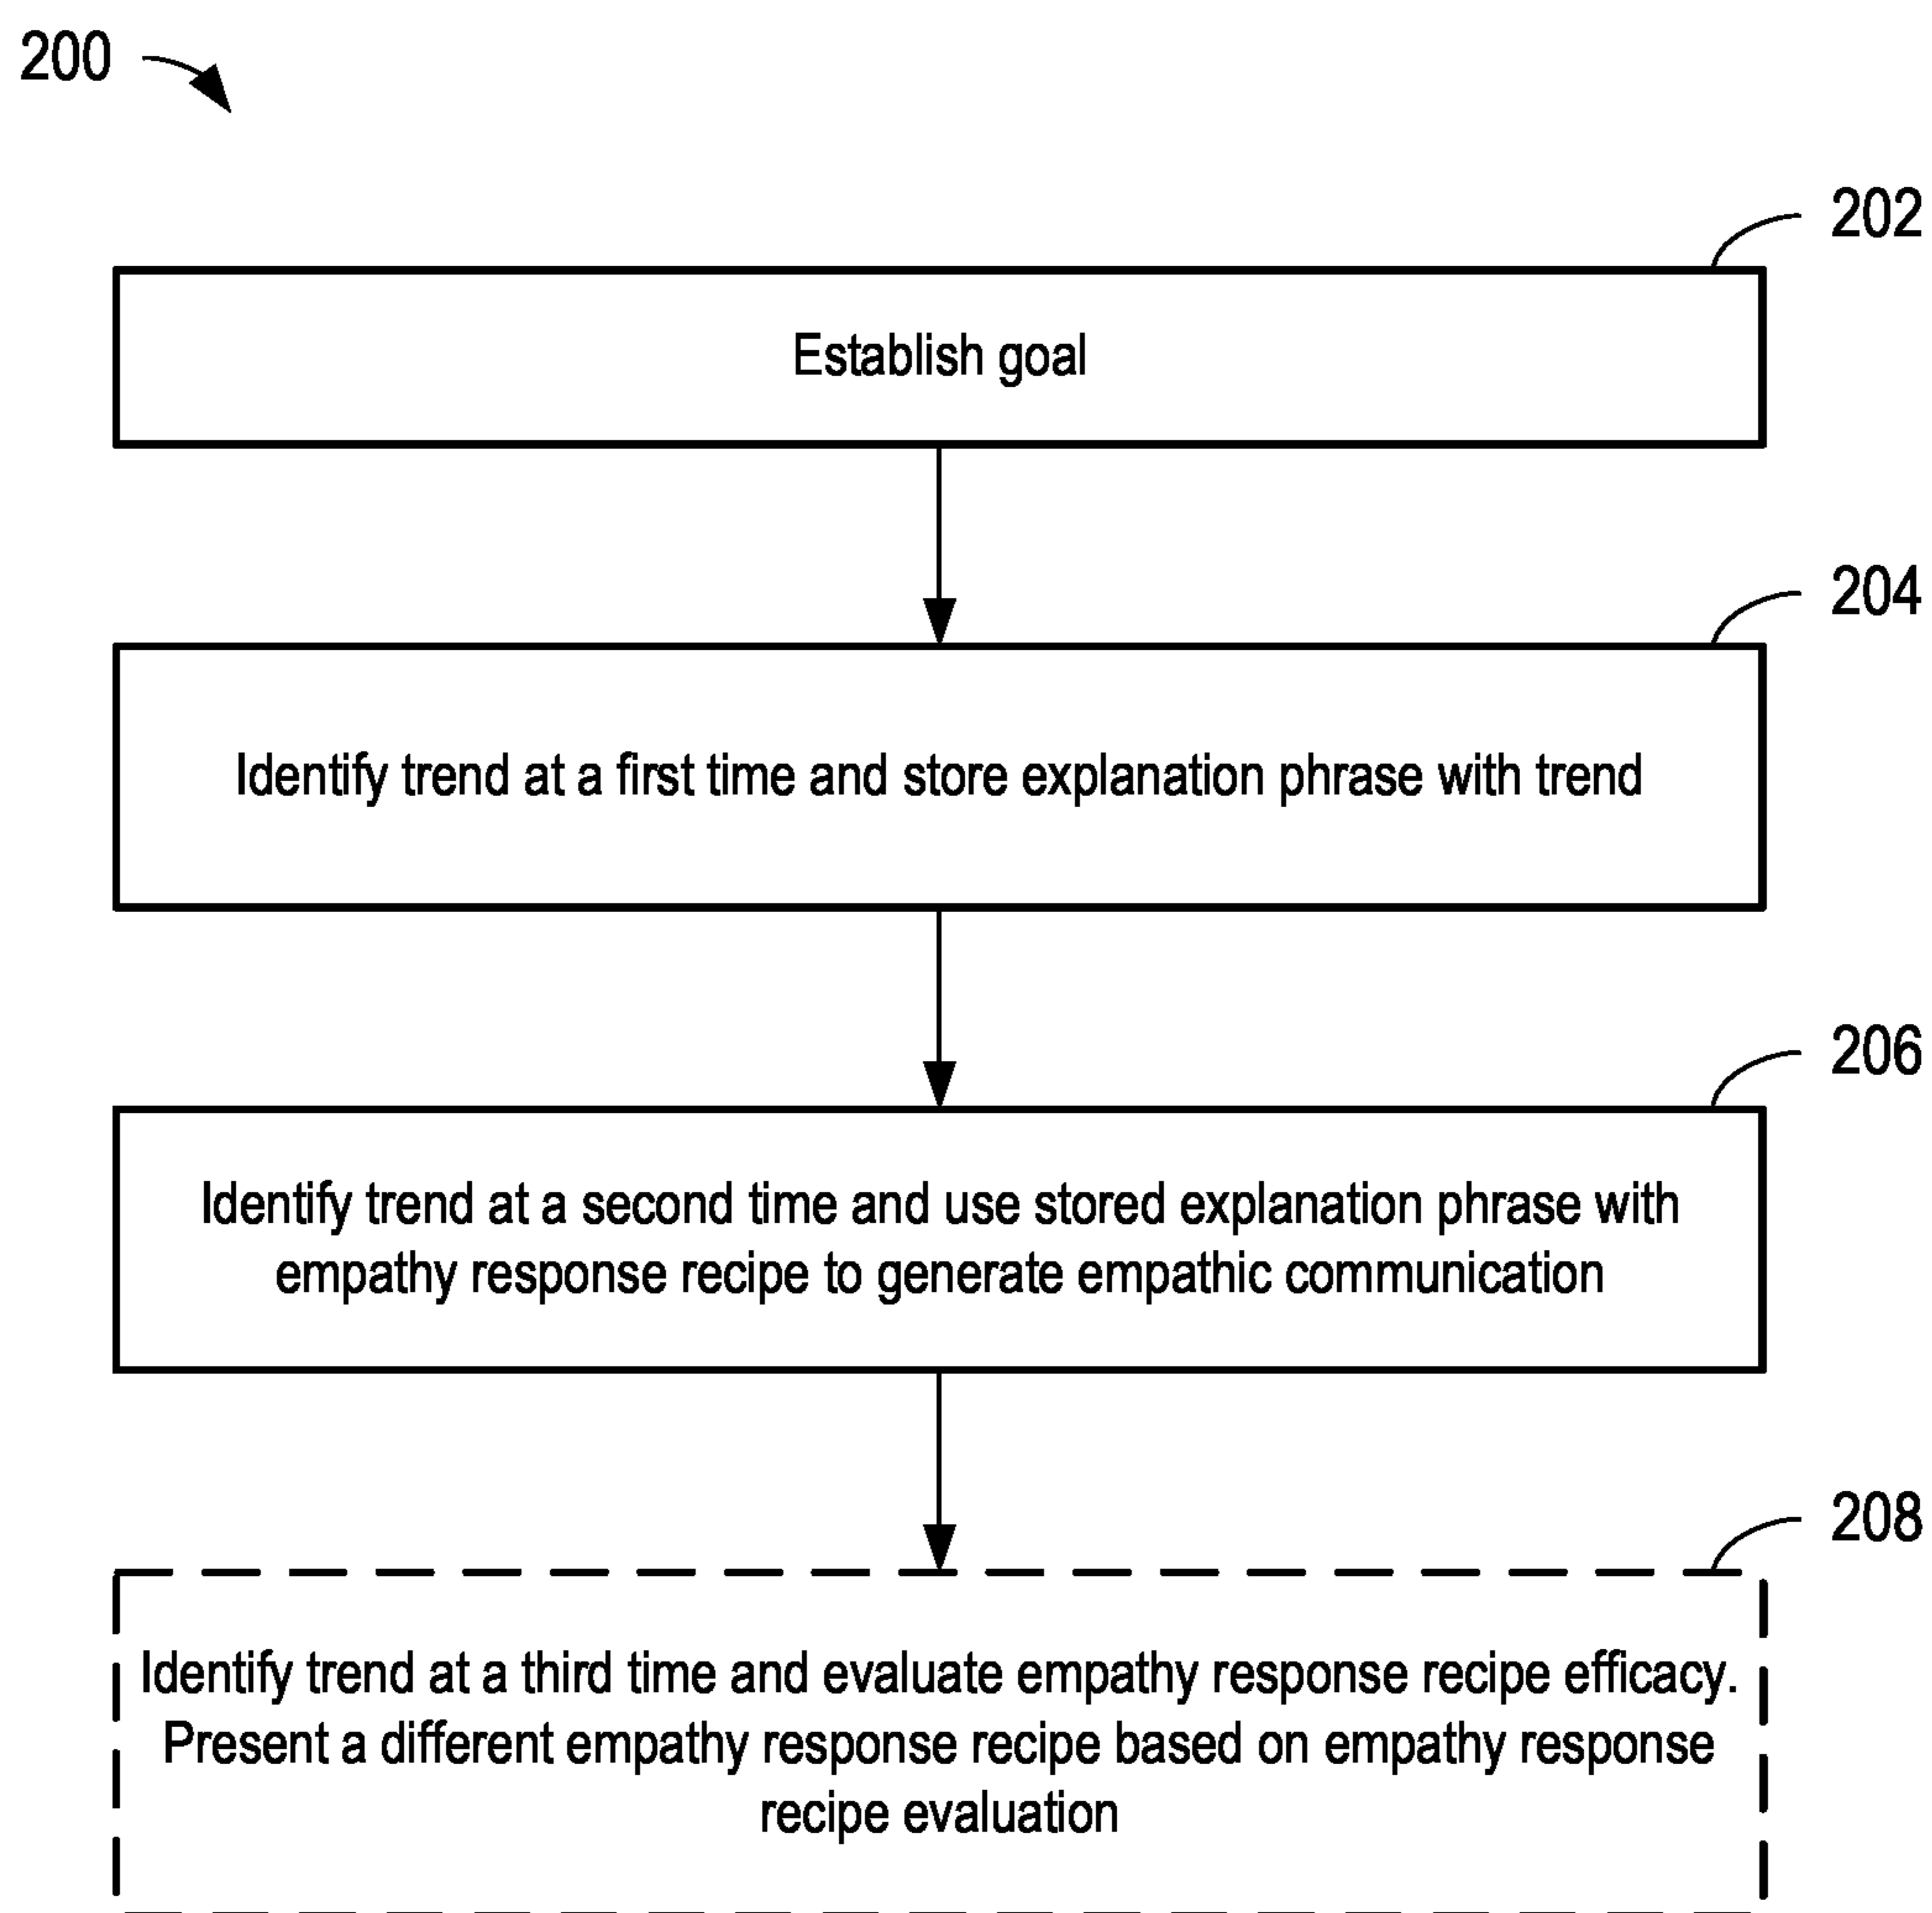 200
202
Establish goal
204
Identify trend at a first time and store explanation phrase with trend
206
Identify trend at a second time and use stored explanation phrase with
empathy response recipe to generate empathic communication
208
Identify trend at a third time and evaluate empathy response recipe efficacy.
Present a different empathy response recipe based on empathy response
recipe evaluation